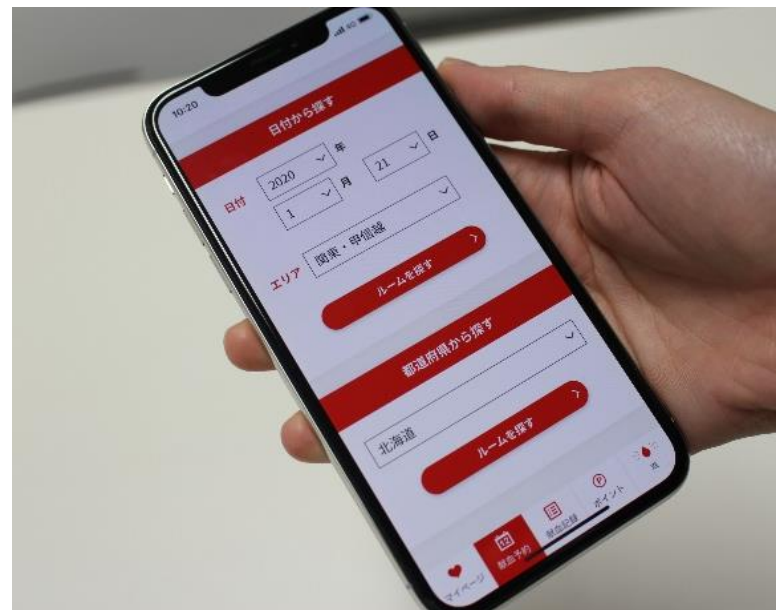 10:20
4G
日付から探す
日付 2020 年
1 月 21 日
エリア 関東・甲信越
ルームを探す
都道府県から探す
北海道
ルームを探す
マイページ
12
献血予約
献血記録
P
ポイント